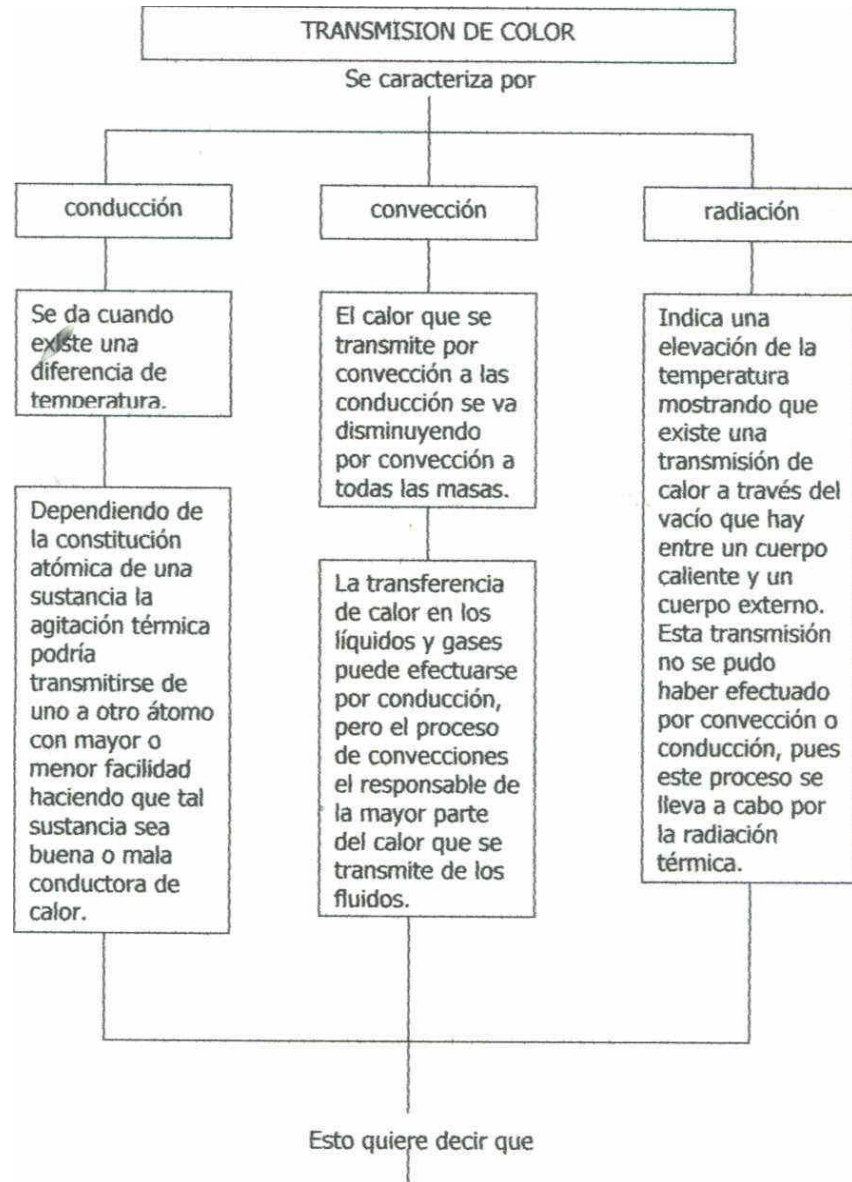 TRANSMISION DE COLOR
Se caracteriza por
conducción
convección
radiación
Se da cuando
existe una
diferencia de
temperatura.
Dependiendo de
la constitución
atómica de una
sustancia la
agitación térmica
podría
transmitirse de
uno a otro átomo
con mayor o
menor facilidad
haciendo que tal
sustancia sea
buena o mala
conductora de
calor.
El calor que se
transmite por
convección a las
conducción se va
disminuyendo
por convección a
todas las masas.
La transferencia
de calor en los
líquidos y gases
puede efectuarse
por conducción,
pero el proceso
de convecciones
el responsable de
la mayor parte
del calor que se
transmite de los
fluidos.
Indica una
elevación de la
temperatura
mostrando que
existe una
transmisión de
calor a través del
vacío que hay
entre un cuerpo
caliente y un
cuerpo externo.
Esta transmisión
no se pudo
haber efectuado
por convección o
conducción, pues
este proceso se
lleva a cabo por
la radiación
térmica.
Esto quiere decir que